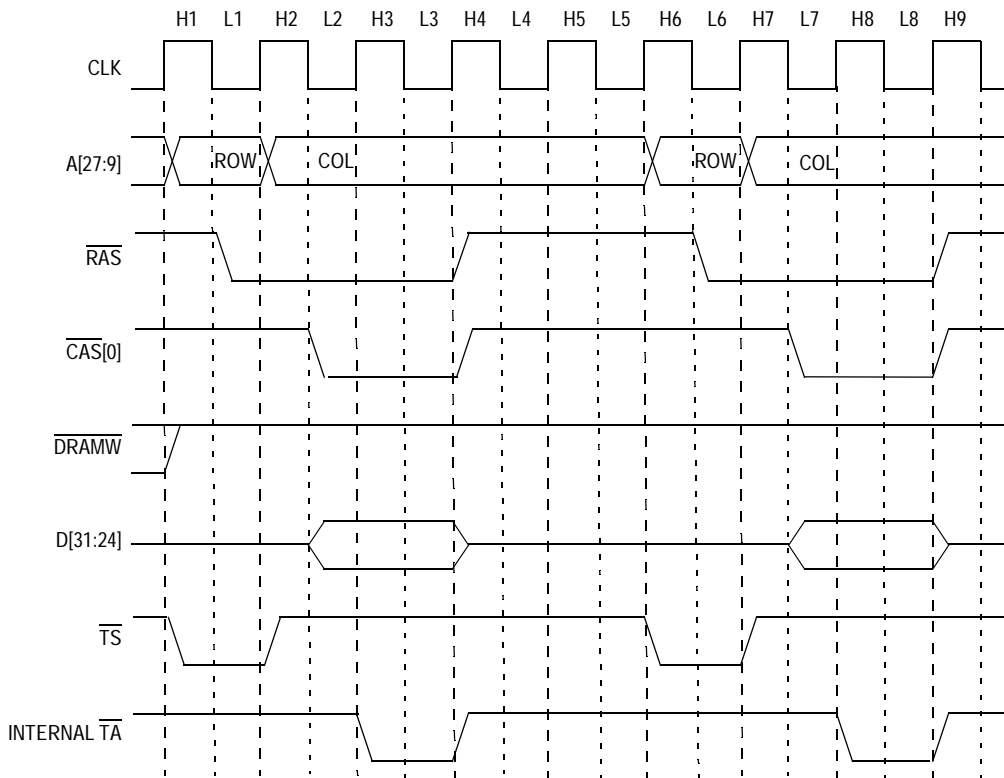 H1 L1 H2 L2 H3 L3 H4 L4 H5 L5 H6 L6 H7 L7 H8 L8 H9
CLK
A[27:9] ROW COL ROW COL
RAS
CAS[0]
DRAMW
D[31:24]
TS
INTERNAL TA